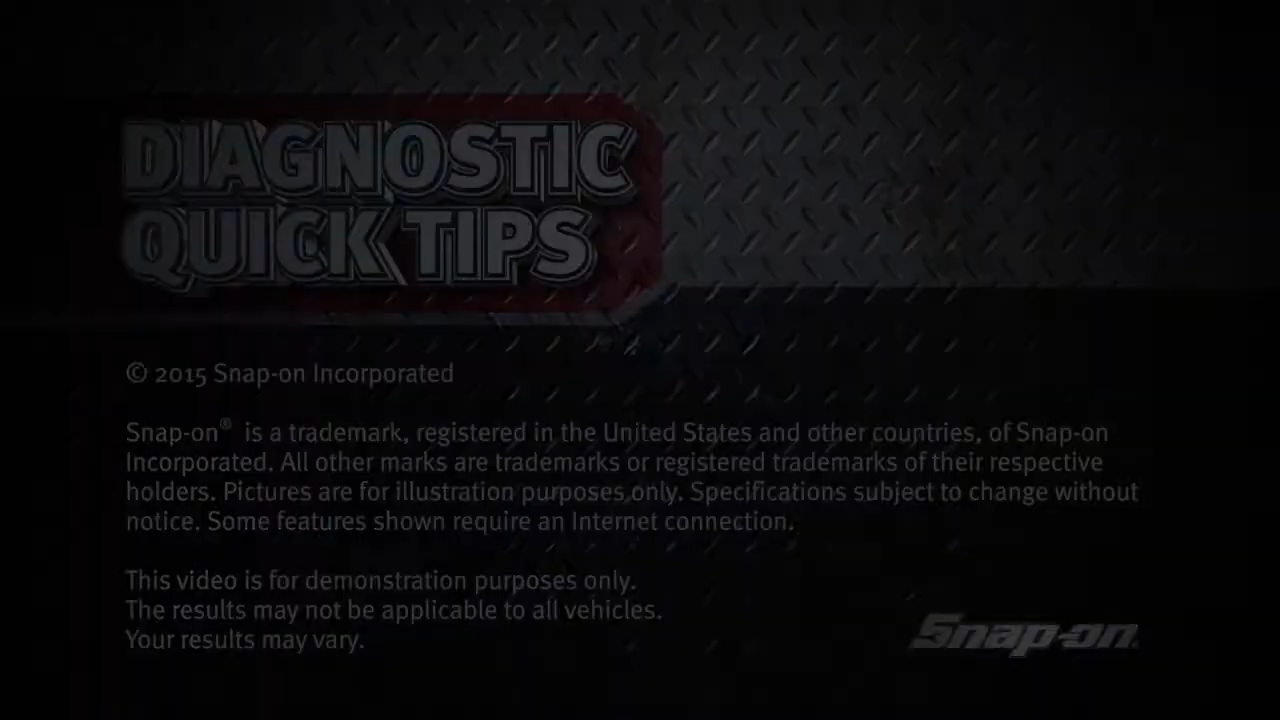 DIAGNOSTIC
QUICK TIPS
© 2015 Snap-on Incorporated
Snap-on® is a trademark, registered in the United States and other countries, of Snap-on
Incorporated. All other marks are trademarks or registered trademarks of their respective
holders. Pictures are for illustration purposes only. Specifications subject to change without
notice. Some features shown require an Internet connection.
This video is for demonstration purposes only.
The results may not be applicable to all vehicles.
Your results may vary.
Snap-on